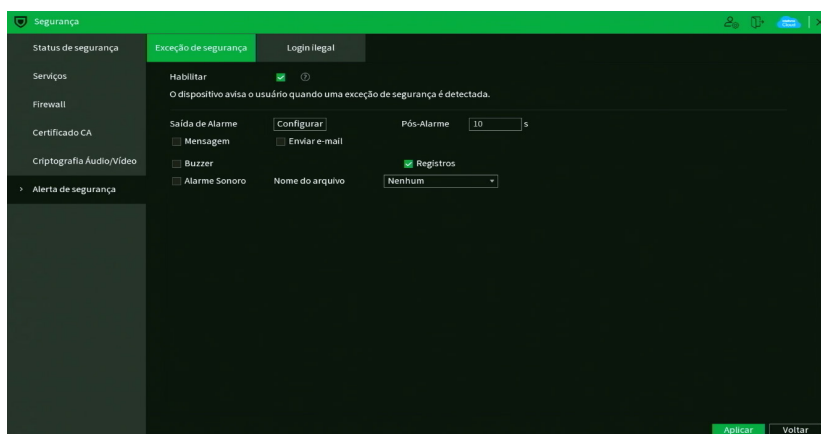 Segurança
Status de segurança
Serviços
Firewall
Certificado CA
Criptografia Áudio/Vídeo
Alerta de segurança
Exceção de segurança Login ilegal
Habilitar
O dispositivo avisa o usuário quando uma exceção de segurança é detectada.
Saída de Alarme Configurar Pós-Alarme 10 s
Mensagem Enviar e-mail
Buzzer Registros
Alarme Sonoro Nome do arquivo Nenhum
Aplicar Voltar